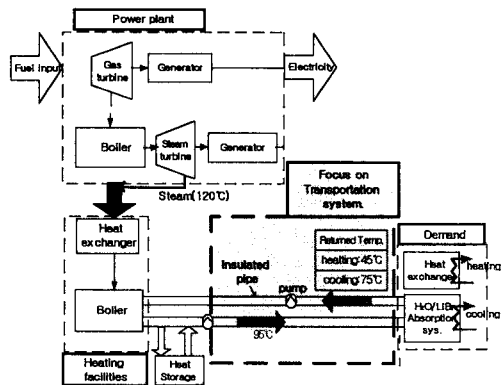 Power plant
Fuel input
Gas
turbine
Generator
Electricity
Boiler
Steam
turbine
Generator
Steam(120℃)
Focus on
Transportation
system.
Heat
exchanger
Returned Temp.
heatting:45℃
cooling:75℃
Demand
Heat
exchanger
heating
Insulated
pipe
pump
Boiler
95℃
H₂O/LiBr
Absorption
sys.
cooling
Heating
facilities
Heat
Storage